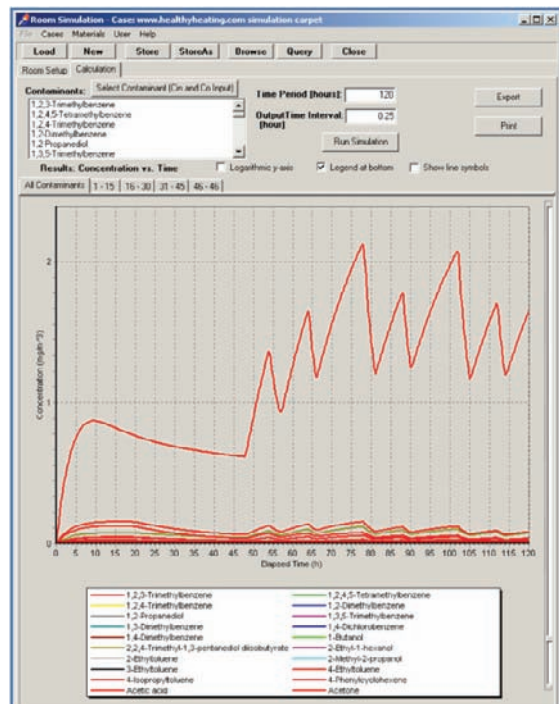 Room Simulation - Case: www.healthyheating.com simulation carpet
File Cases Materials User Help
Load New Store StoreAs Browse Query Close
Room Setup Calculation
Contaminants: Select Contaminant (Cin and Co Input)
1,2,3-Trimethylbenzene
1,2,4,5-Tetramethylbenzene
1,2,4-Trimethylbenzene
1,2-Dimethylbenzene
1,2-Propanediol
1,3,5-Trimethylbenzene
Time Period [hours]: 120
Output Time Interval: [hour] 0.25
Run Simulation
Export
Print
Results: Concentration vs. Time Logarithmic y-axis Legend at bottom Show line symbols
All Contaminants 1 - 15 16 - 30 31 - 45 46 - 46
2
1
0
Concentration (mg/m^3)
0 5 10 15 20 25 30 35 40 45 50 55 60 65 70 75 80 85 90 95 100 105 110 115 120
Elapsed Time (h)
1,2,3-Trimethylbenzene 1,2,4,5-Tetramethylbenzene
1,2,4-Trimethylbenzene 1,2-Dimethylbenzene
1,2-Propanediol 1,3,5-Trimethylbenzene
1,3-Dimethylbenzene 1,4-Dichlorobenzene
1,4-Dimethylbenzene 1-Butanol
2,2,4-Trimethyl-1,3-pentanediol diisobutyrate 2-Ethyl-1-hexanol
2-Ethyltoluene 2-Methyl-2-propanol
3-Ethyltoluene 4-Ethyltoluene
4-Isopropyltoluene 4-Phenylcyclohexene
Acetic acid Acetone